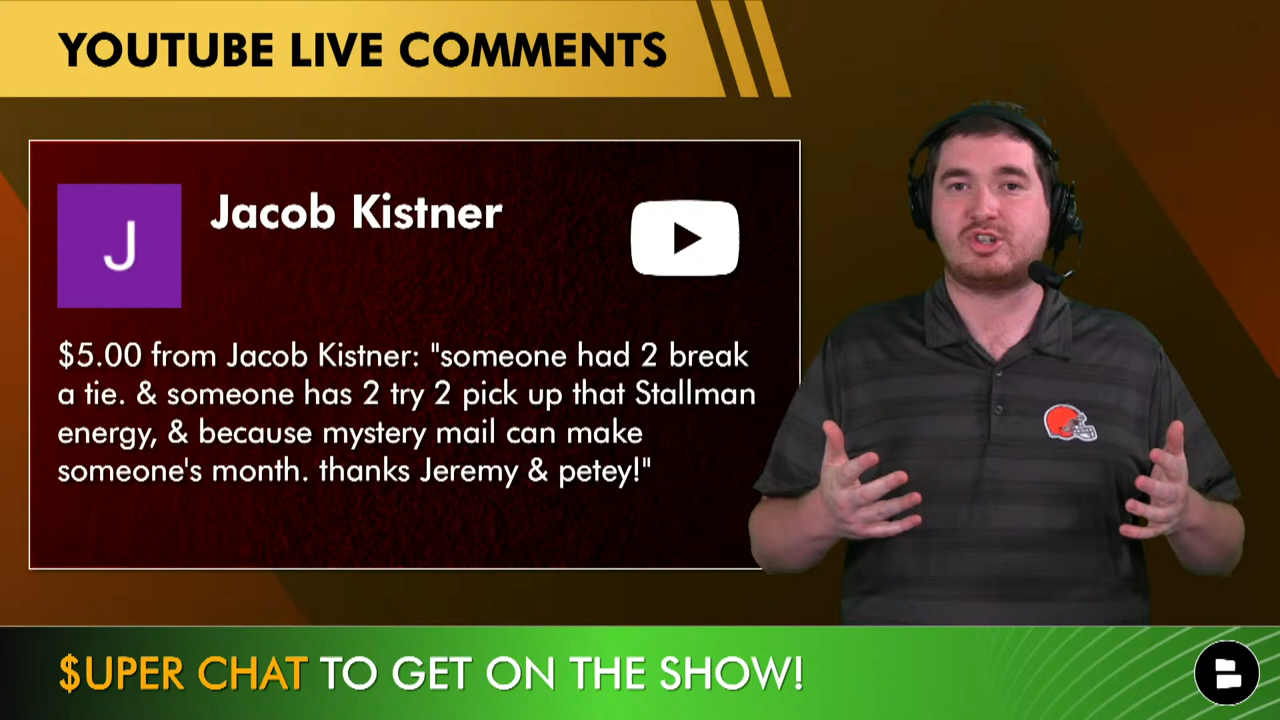 YOUTUBE LIVE COMMENTS
J
Jacob Kistner
$5.00 from Jacob Kistner: "someone had 2 break
a tie. & someone has 2 try 2 pick up that Stallman
energy, & because mystery mail can make
someone's month. thanks Jeremy & petey!"
$UPER CHAT TO GET ON THE SHOW!